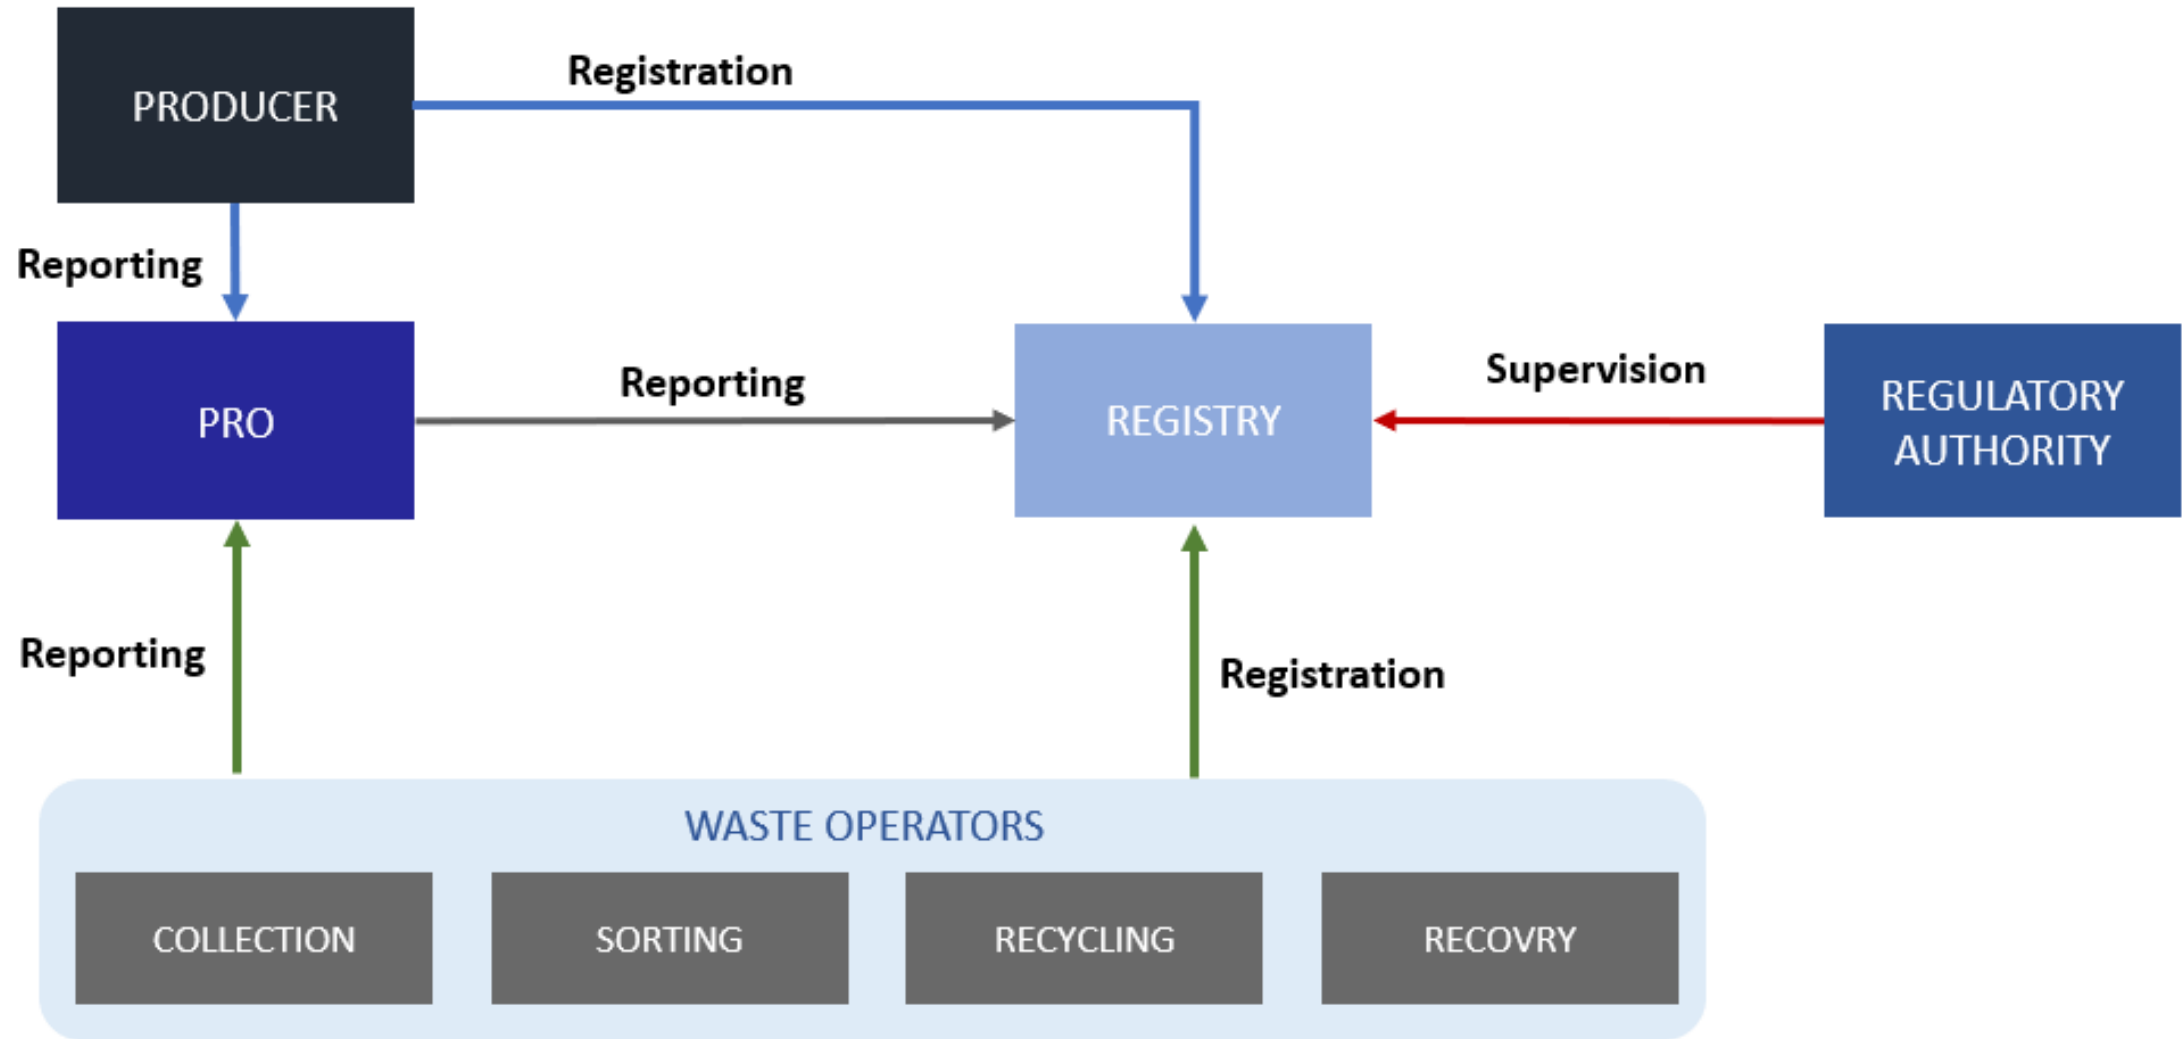 PRODUCER
Registration
Reporting
PRO
Reporting
REGISTRY
Supervision
REGULATORY
AUTHORITY
Reporting
Registration
WASTE OPERATORS
COLLECTION
SORTING
RECYCLING
RECOVRY